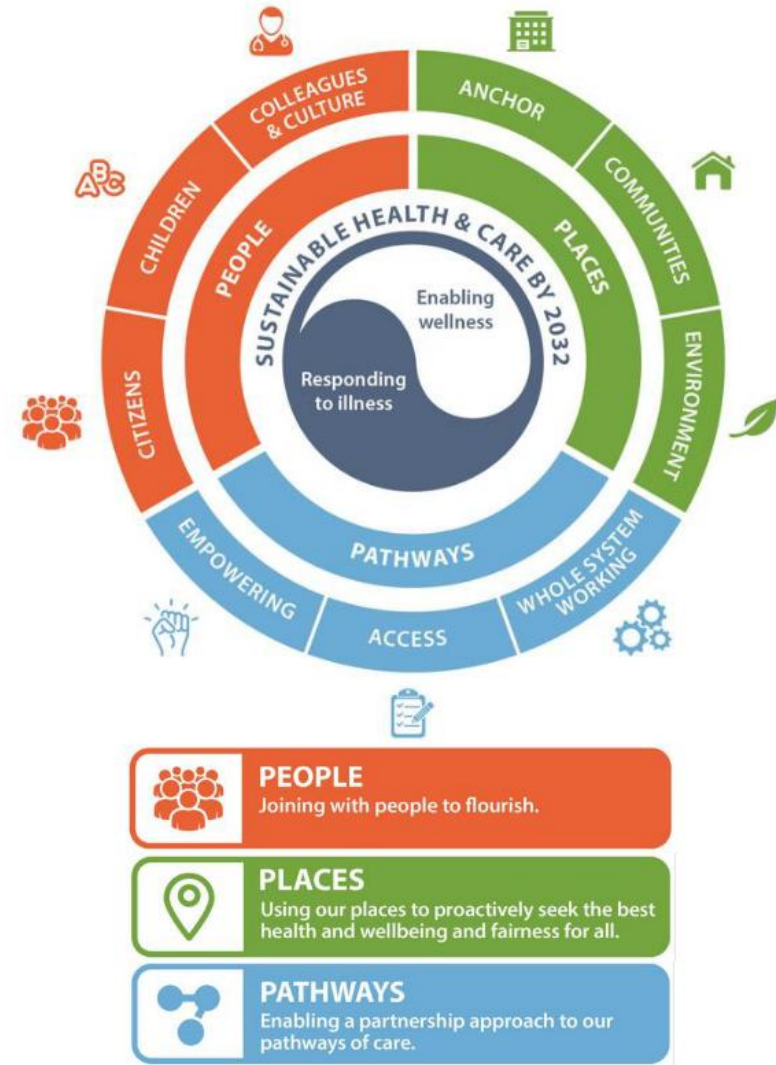 COLLEAGUES
& CULTURE
ANCHOR
COMMUNITIES
ENVIRONMENT
WHOLE SYSTEM
WORKING
ACCESS
EMPOWERING
CITIZENS
CHILDREN
ABC
PEOPLE
PLACES
PATHWAYS
SUSTAINABLE HEALTH & CARE BY 2032
Enabling
wellness
Responding
to illness
PEOPLE
Joining with people to flourish.
PLACES
Using our places to proactively seek the best
health and wellbeing and fairness for all.
PATHWAYS
Enabling a partnership approach to our
pathways of care.